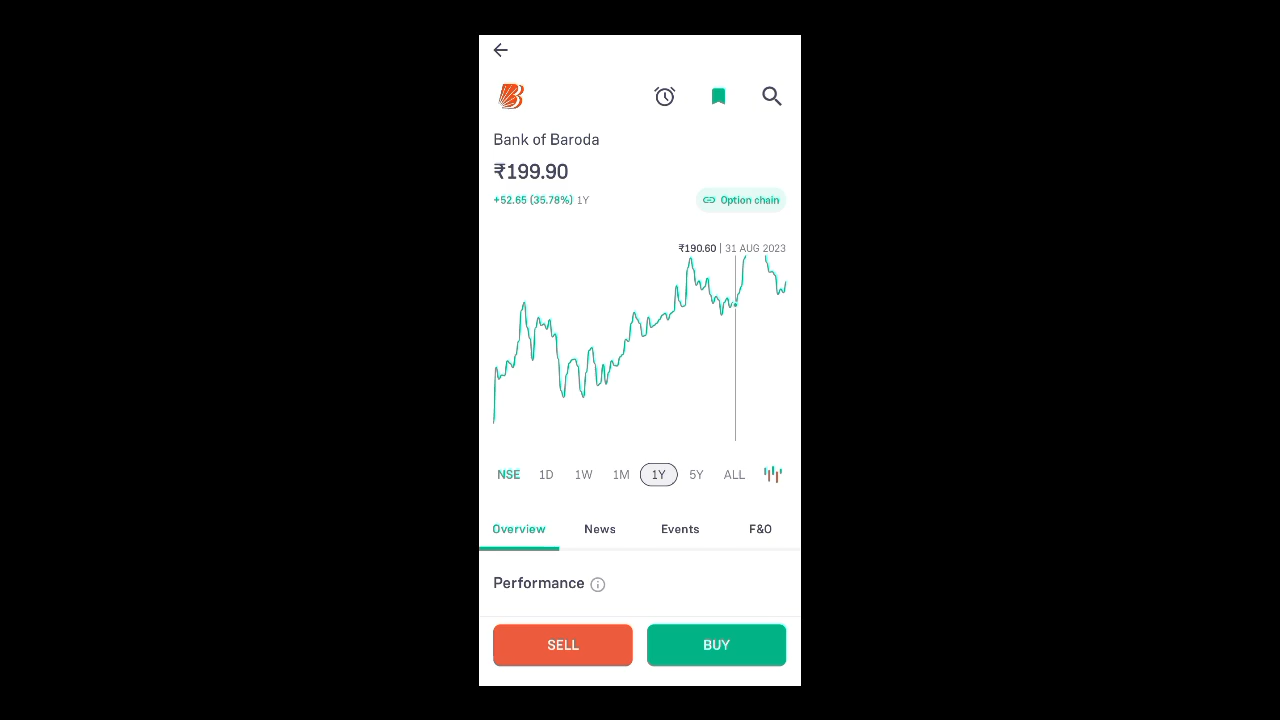 Bank of Baroda
₹199.90
+52.65 (35.78%) 1Y
Option chain
₹190.60 | 31 AUG 2023
NSE 1D 1W 1M 1Y 5Y ALL
Overview News Events F&O
Performance
SELL BUY